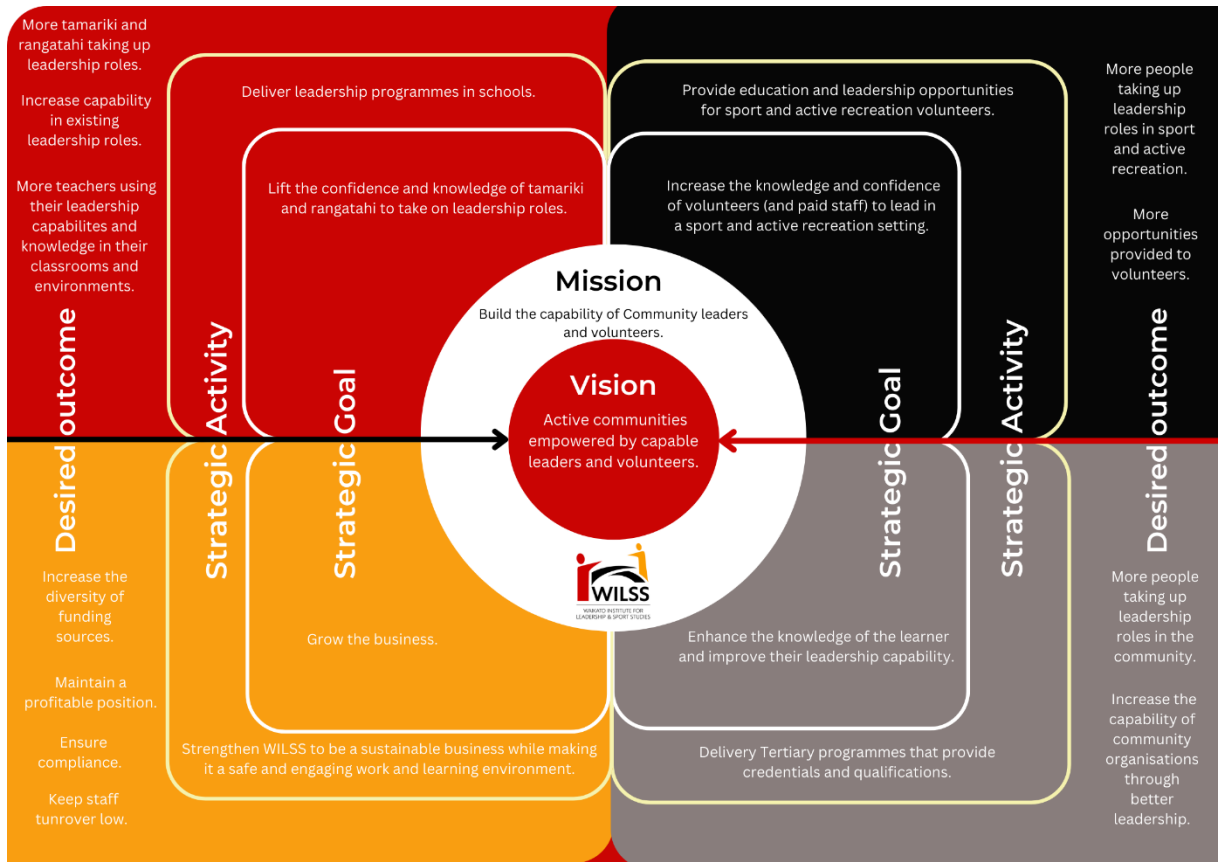 More tamariki and
rangatahi taking up
leadership roles.
Increase capability
in existing
leadership roles.
More teachers using
their leadership
capabilites and
knowledge in their
classrooms and
environments.
Desired outcome
Deliver leadership programmes in schools.
Strategic Activity
Lift the confidence and knowledge of tamariki
and rangatahi to take on leadership roles.
Strategic Goal
Mission
Build the capability of Community leaders
and volunteers.
Vision
Active communities
empowered by capable
leaders and volunteers.
WILSS
WAIKATO INSTITUTE FOR
LEADERSHIP & SPORT STUDIES
Provide education and leadership opportunities
for sport and active recreation volunteers.
Increase the knowledge and confidence
of volunteers (and paid staff) to lead in
a sport and active recreation setting.
Strategic Goal
Strategic Activity
More people
taking up
leadership
roles in sport
and active
recreation.
More
opportunities
provided to
volunteers.
Desired outcome
Increase the
diversity of
funding
sources.
Maintain a
profitable position.
Ensure
compliance.
Keep staff
tunrover low.
Grow the business.
Strengthen WILSS to be a sustainable business while making
it a safe and engaging work and learning environment.
Enhance the knowledge of the learner
and improve their leadership capability.
Delivery Tertiary programmes that provide
credentials and qualifications.
More people
taking up
leadership
roles in the
community.
Increase the
capability of
community
organisations
through
better
leadership.